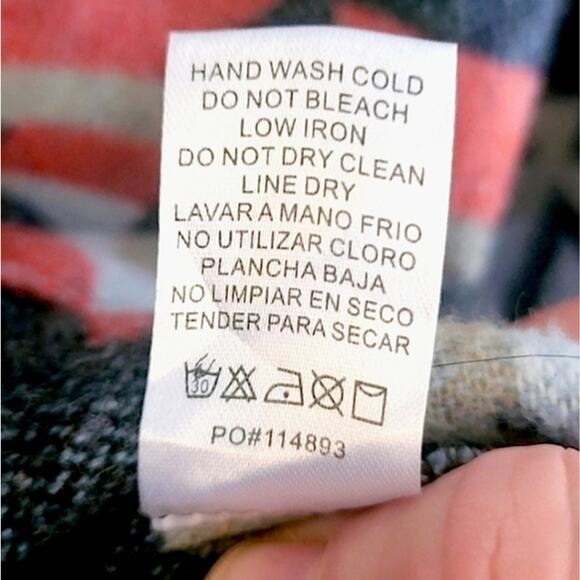 HAND WASH COLD
DO NOT BLEACH
LOW IRON
DO NOT DRY CLEAN
LINE DRY
LAVAR A MANO FRIO
NO UTILIZAR CLORO
PLANCHA BAJA
NO LIMPIAR EN SECO
TENDER PARA SECAR
30
PO#114893